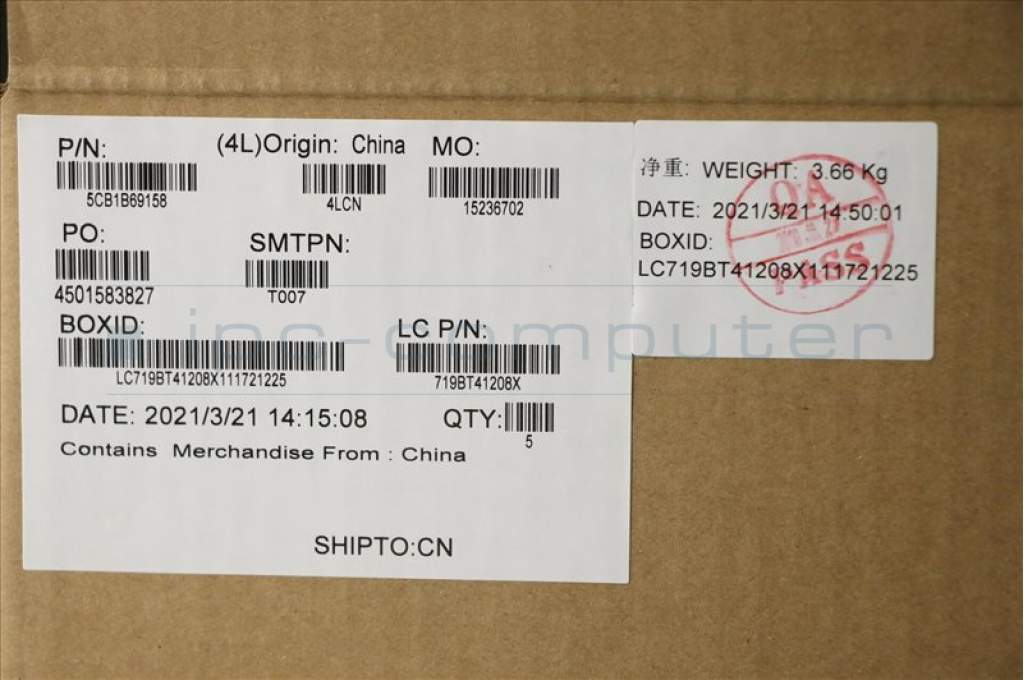 P/N: (4L)Origin: China MO:
5CB1B69158 4LCN 15236702
PO: SMTPN:
4501583827 T007
BOXID: LC P/N:
LC719BT41208X111721225 719BT41208X
DATE: 2021/3/21 14:15:08 QTY:
5
Contains Merchandise From : China
SHIPTO:CN
净重: WEIGHT: 3.66 Kg
DATE: 2021/3/21 14:50:01
BOXID:
LC719BT41208X111721225
QA
PASS
ipc-computer